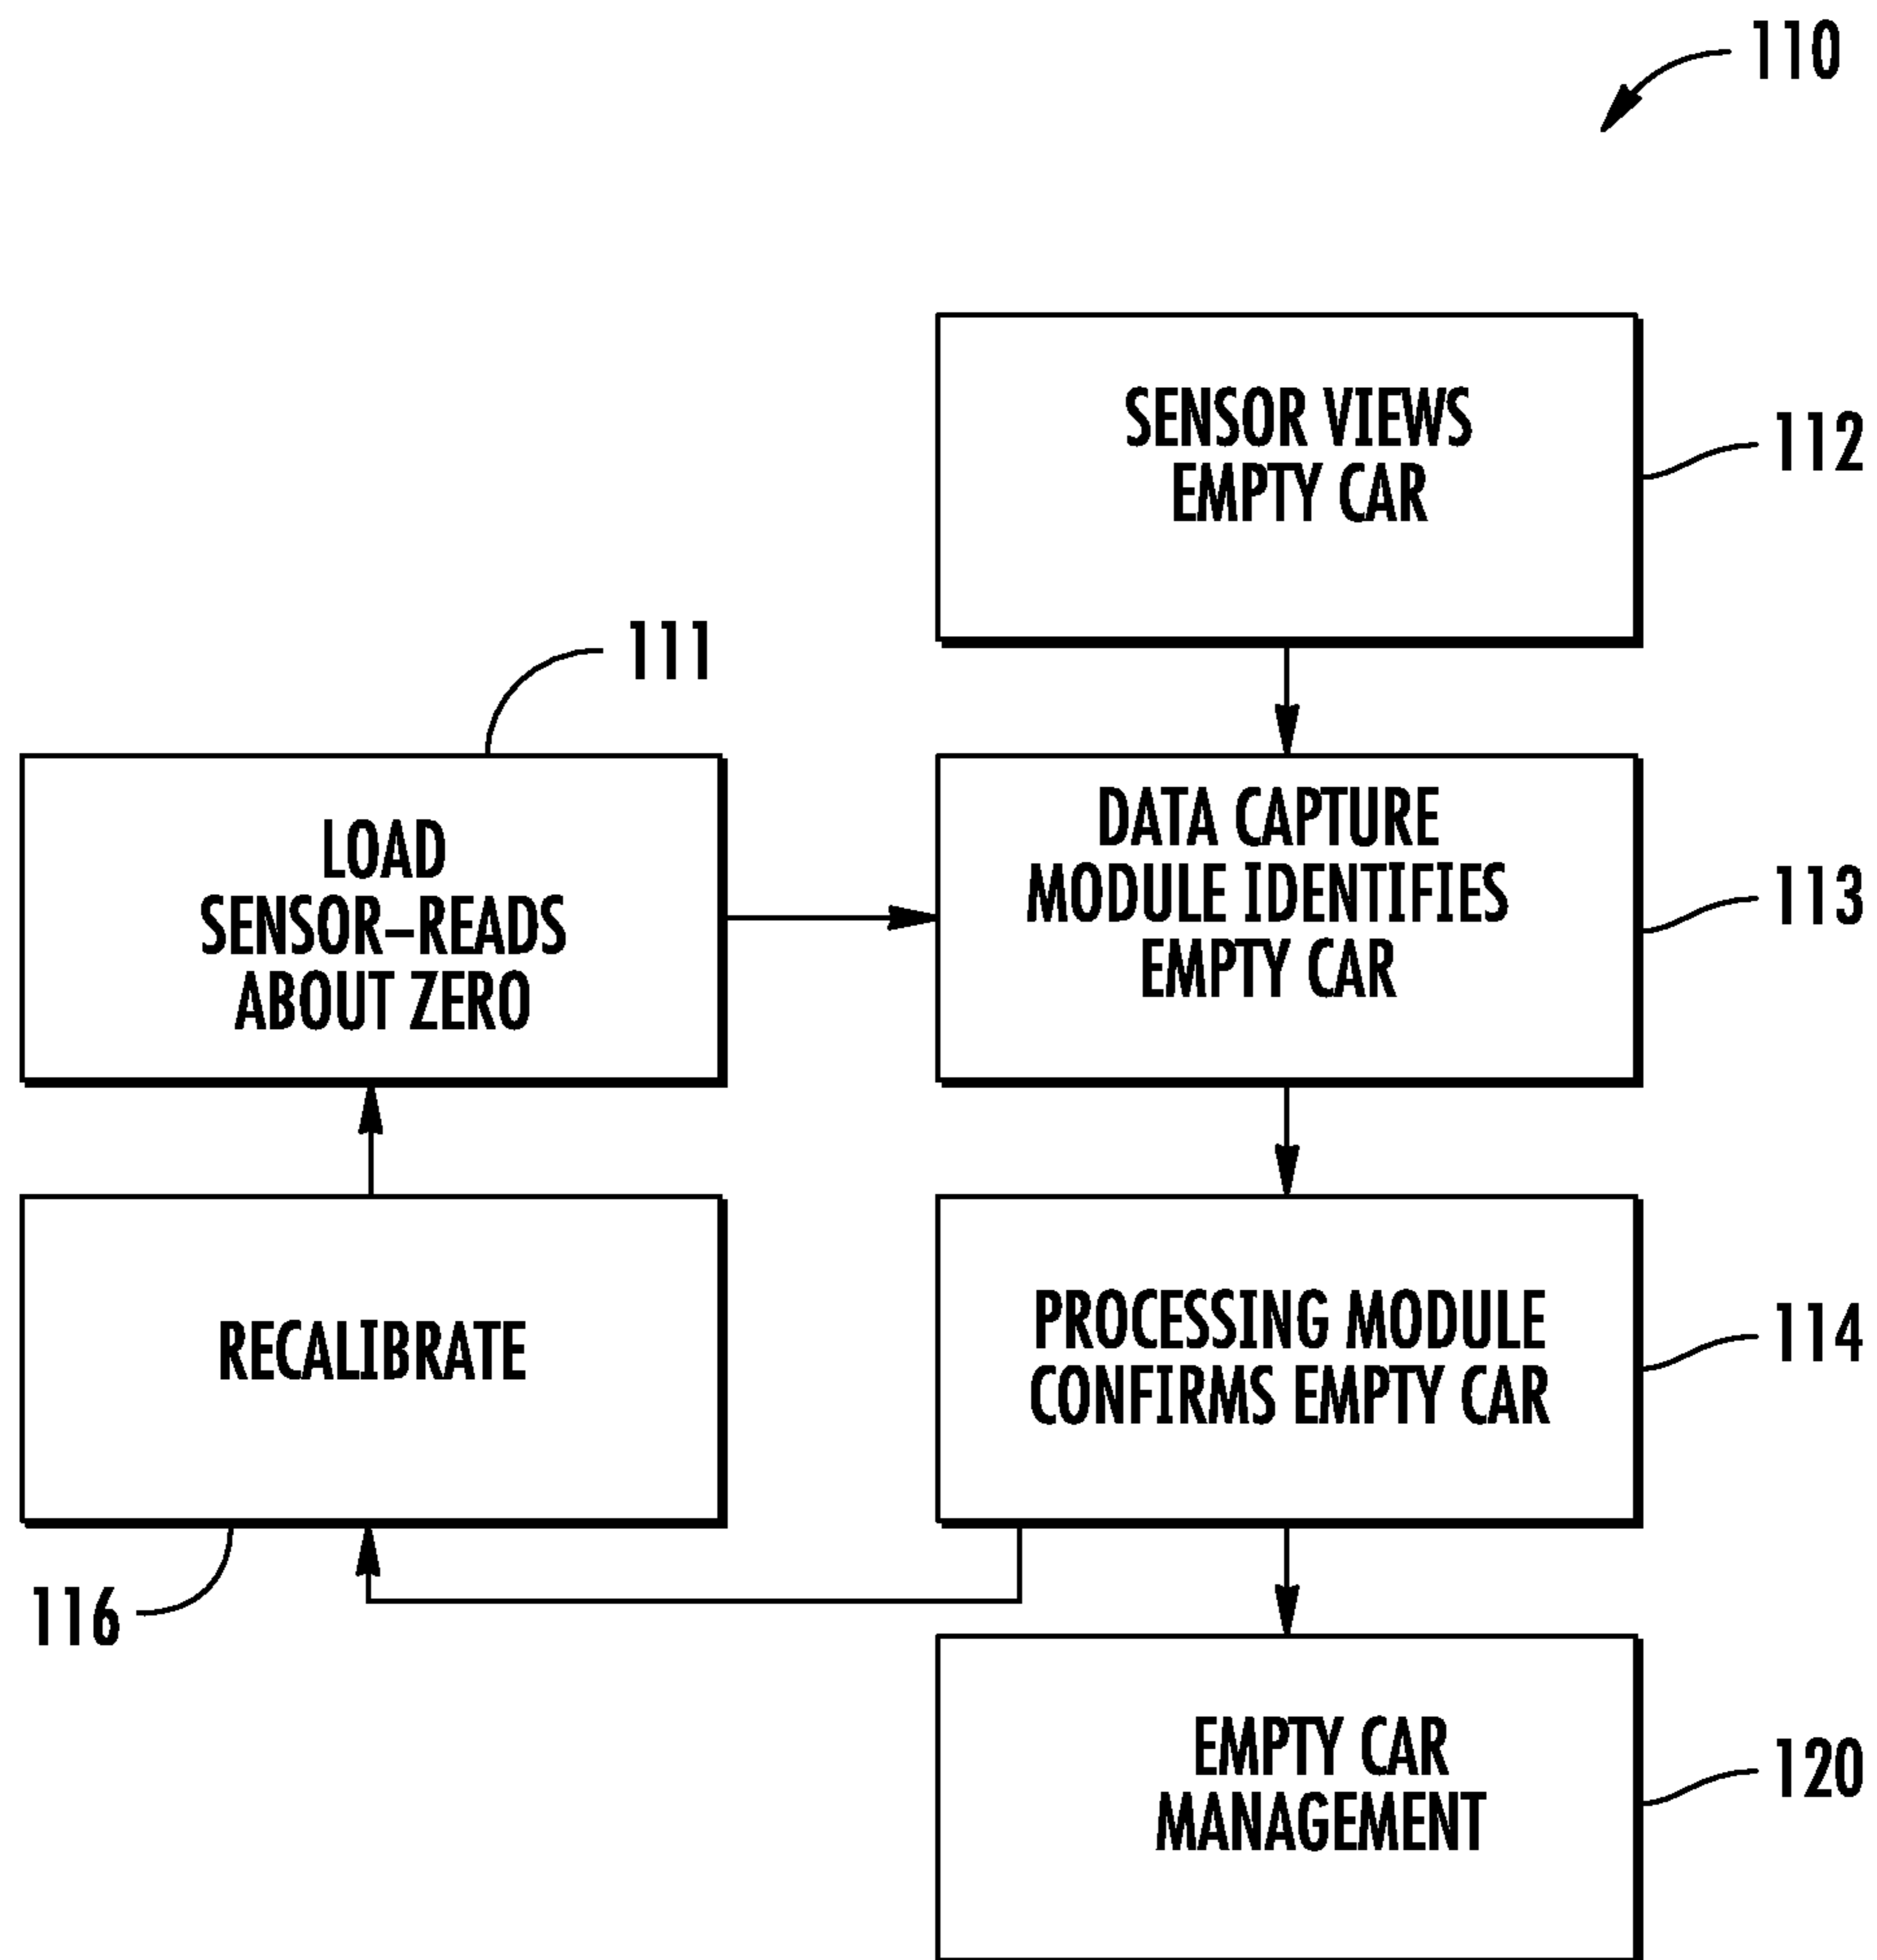 110
SENSOR VIEWS
EMPTY CAR
112
111
LOAD
SENSOR–READS
ABOUT ZERO
DATA CAPTURE
MODULE IDENTIFIES
EMPTY CAR
113
RECALIBRATE
116
PROCESSING MODULE
CONFIRMS EMPTY CAR
114
EMPTY CAR
MANAGEMENT
120